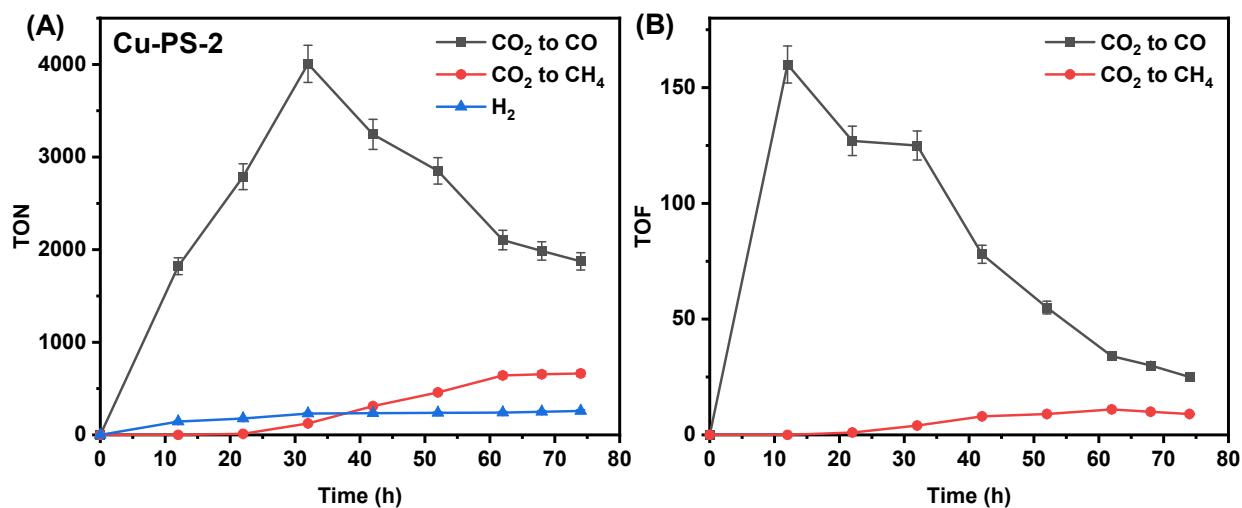 (A)
Cu-PS-2
CO₂ to CO
CO₂ to CH₄
H₂
TON
4000
3000
2000
1000
0
0 10 20 30 40 50 60 70 80
Time (h)
(B)
CO₂ to CO
CO₂ to CH₄
TOF
150
100
50
0
0 10 20 30 40 50 60 70 80
Time (h)